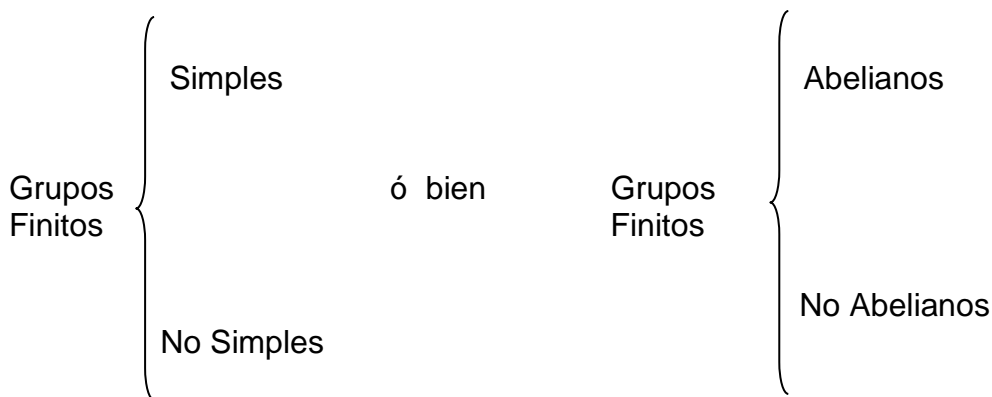 Simples
Abelianos
Grupos
Finitos
ó bien
Grupos
Finitos
No Abelianos
No Simples